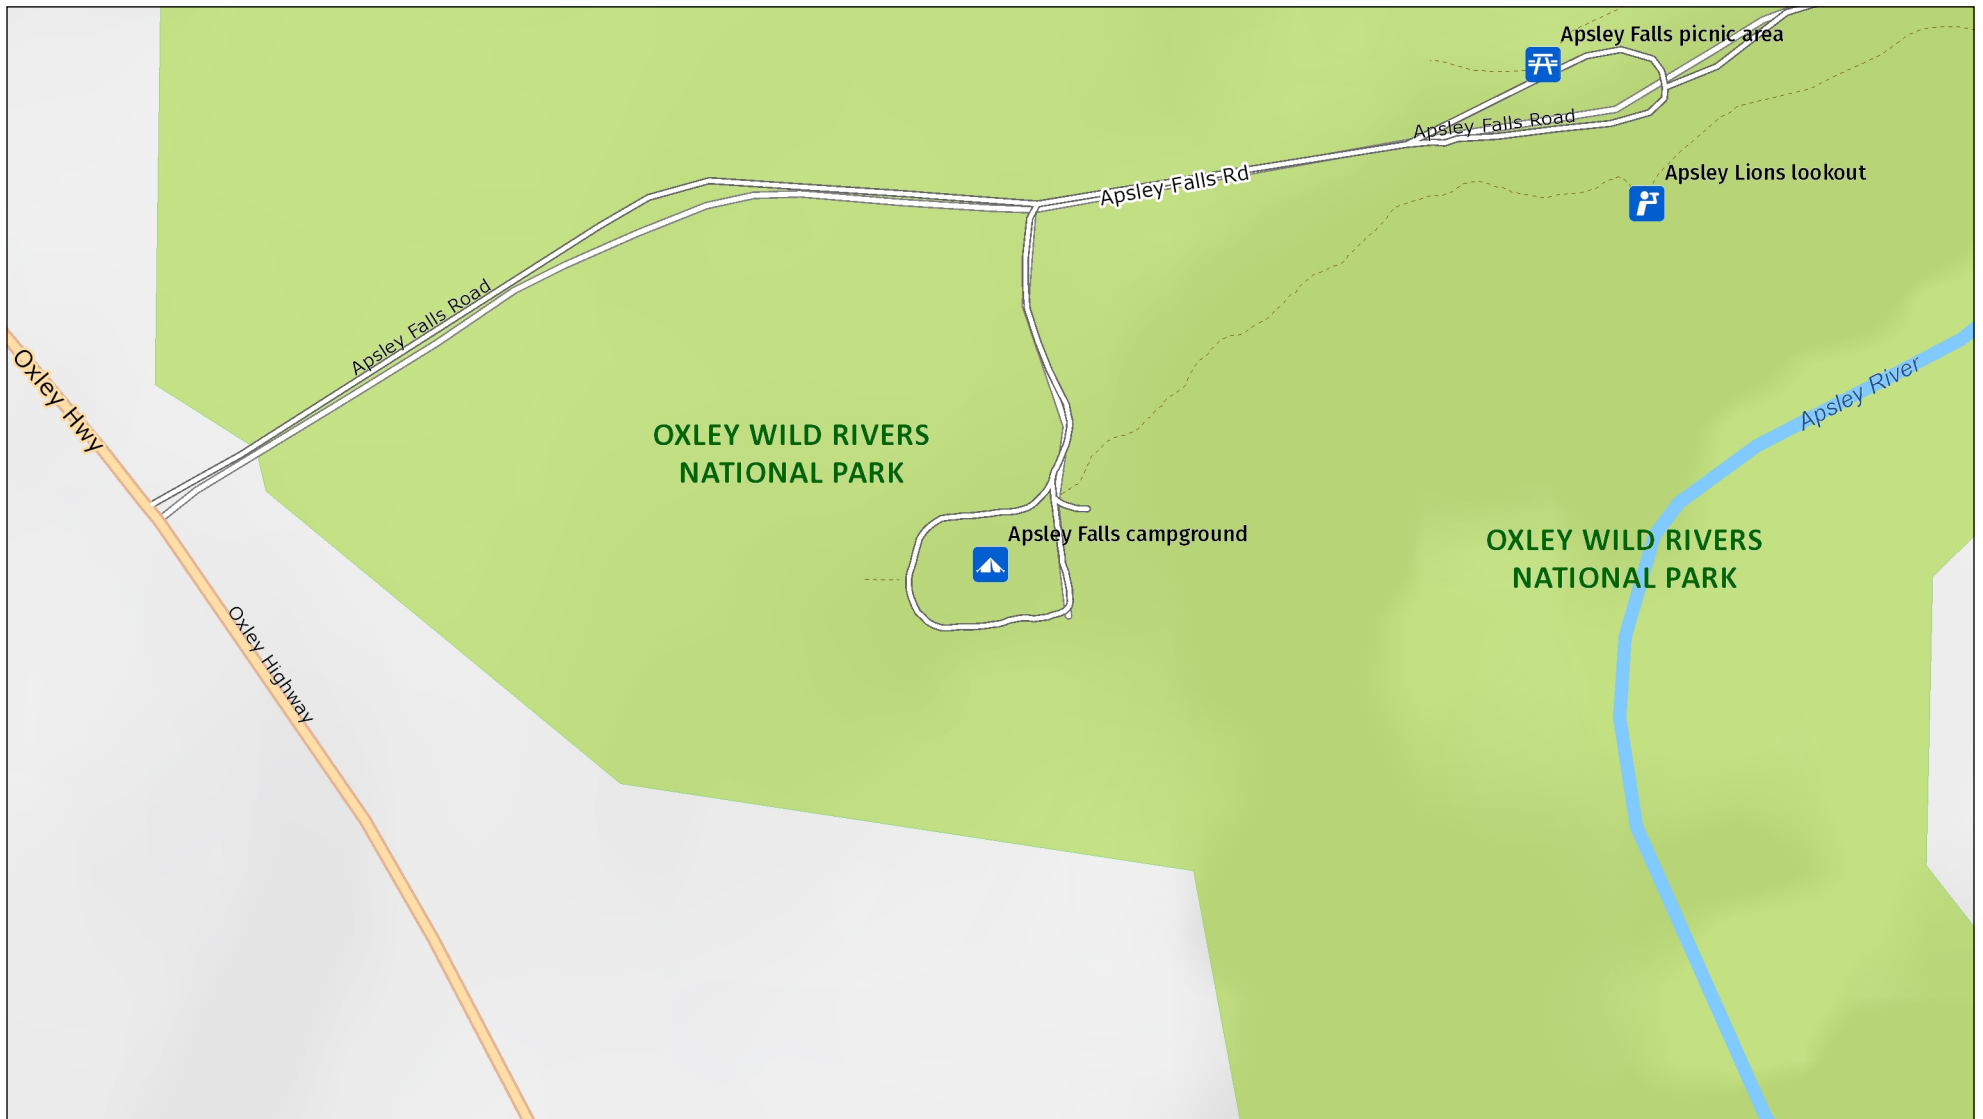 Apsley Falls picnic area
Apsley Falls Road
Apsley Falls Rd
Apsley Lions lookout
Apsley Falls Road
Oxley Hwy
Apsley River
OXLEY WILD RIVERS
NATIONAL PARK
Apsley Falls campground
OXLEY WILD RIVERS
NATIONAL PARK
Oxley Highway